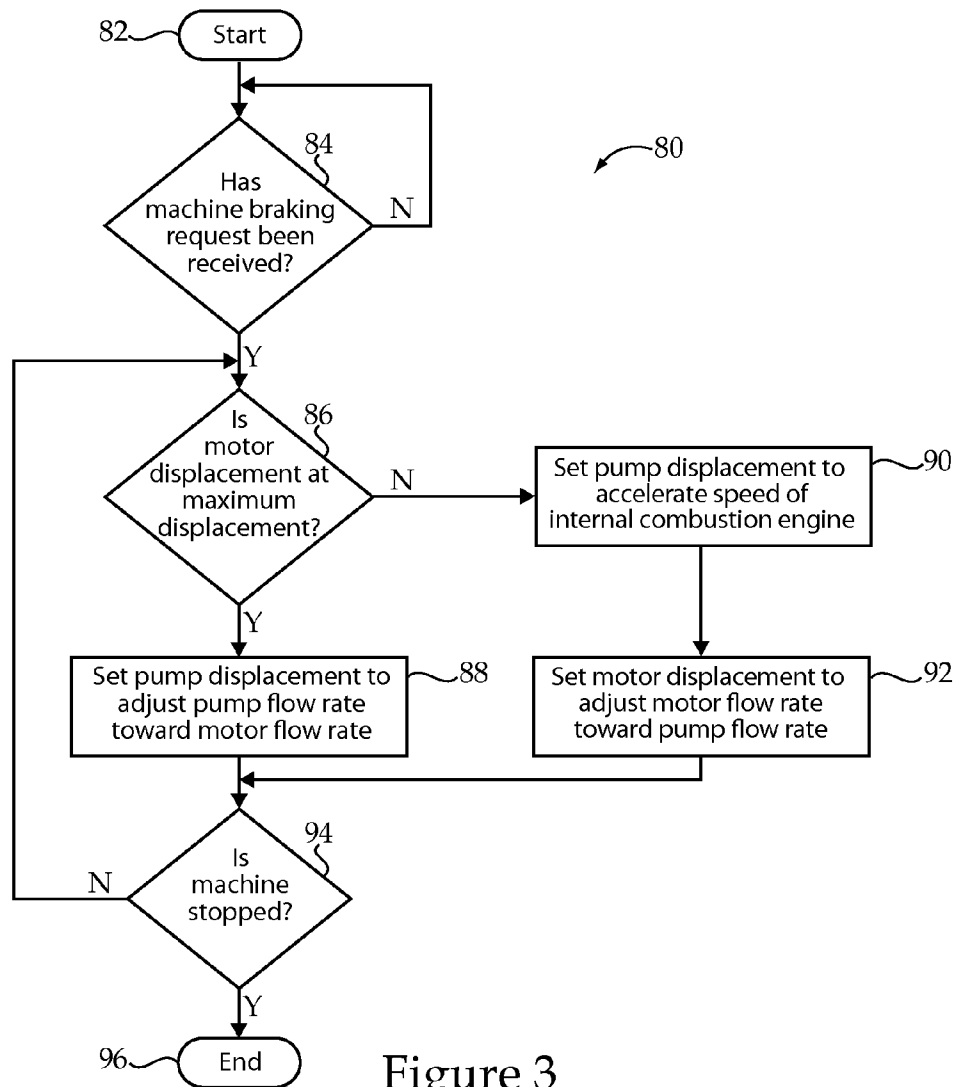 82
Start
84
80
Has
machine braking
request been
received?
N
Y
86
Is
motor
displacement at
maximum
displacement?
N
90
Set pump displacement to
accelerate speed of
internal combustion engine
Y
88
Set pump displacement to
adjust pump flow rate
toward motor flow rate
92
Set motor displacement to
adjust motor flow rate
toward pump flow rate
94
Is
machine
stopped?
N
Y
96
End
Figure 3